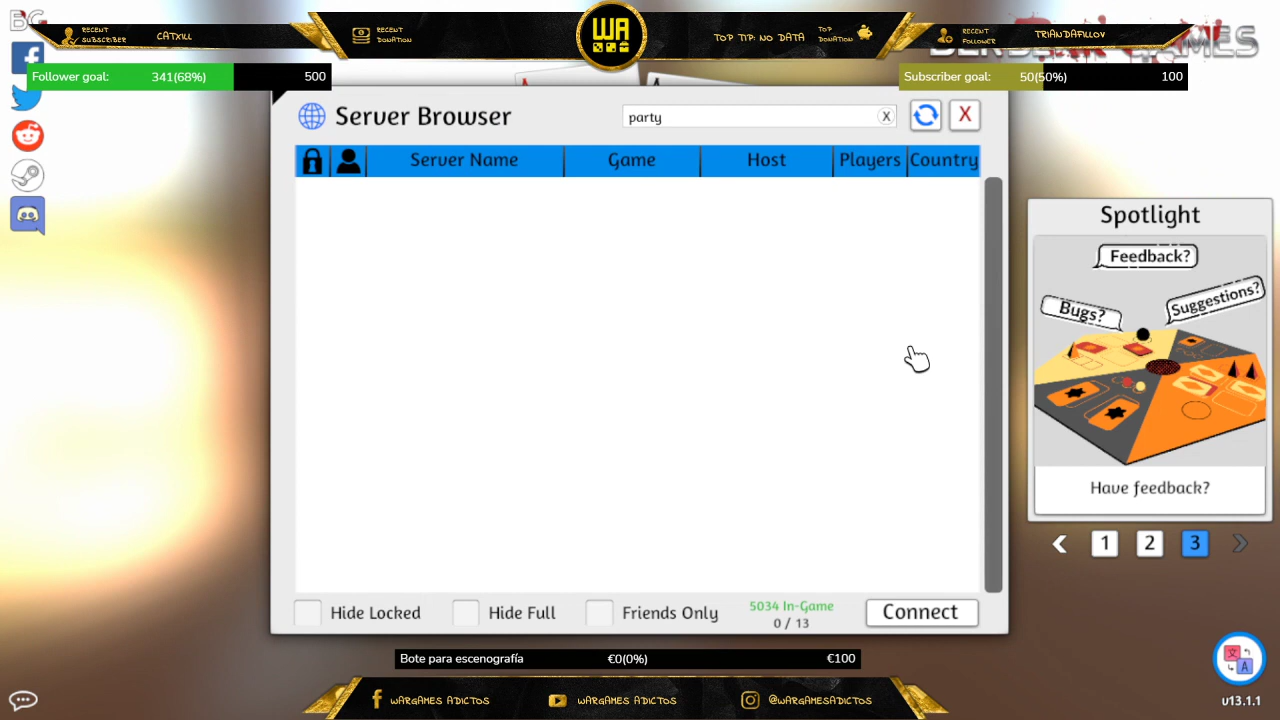 BG
RECENT
SUBSCRIBER
CATXILL
RECENT
DONATION
WA
TOP TIP: NO DATA
TOP
DONATION
RECENT
FOLLOWER
TRIANDAFILLOV
GAMES
Follower goal: 341(68%) 500
Subscriber goal: 50(50%) 100
Server Browser
party
X
X
Server Name Game Host Players Country
Spotlight
Feedback?
Bugs?
Suggestions?
Have feedback?
1 2 3
Hide Locked
Hide Full
Friends Only
5034 In-Game
0 / 13
Connect
Bote para escenografía €0(0%) €100
文 A
v13.1.1
WARGAMES ADICTOS
WARGAMES ADICTOS
@WARGAMESADICTOS